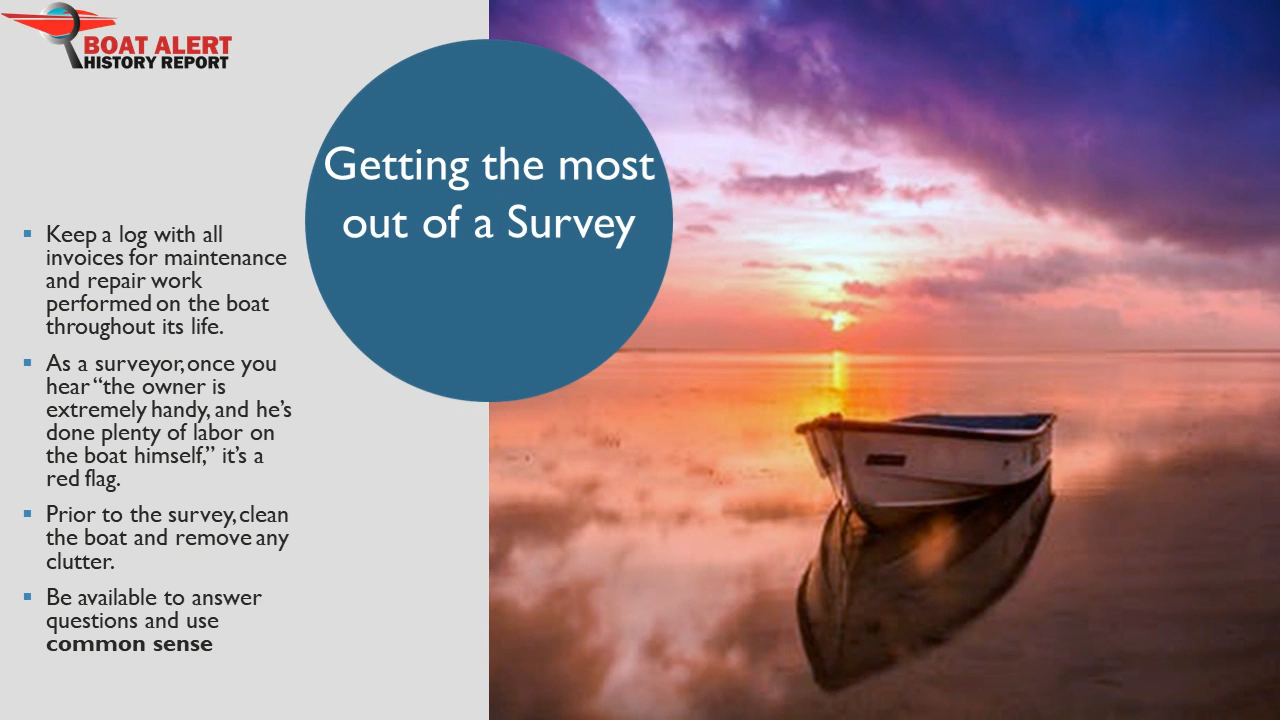 BOAT ALERT
HISTORY REPORT
Getting the most
out of a Survey
Keep a log with all
invoices for maintenance
and repair work
performed on the boat
throughout its life.
As a surveyor, once you
hear “the owner is
extremely handy, and he’s
done plenty of labor on
the boat himself,” it’s a
red flag.
Prior to the survey, clean
the boat and remove any
clutter.
Be available to answer
questions and use
common sense